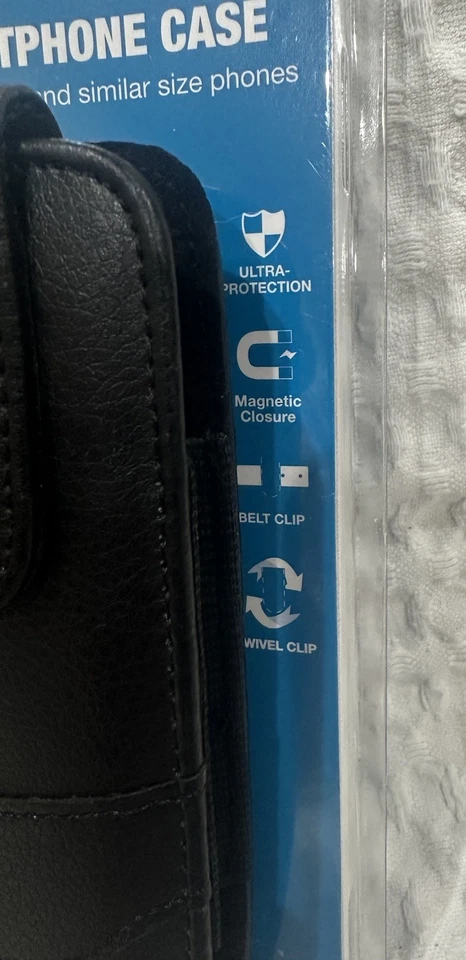 TPHONE CASE
nd similar size phones
ULTRA-
PROTECTION
Magnetic
Closure
BELT CLIP
WIVEL CLIP